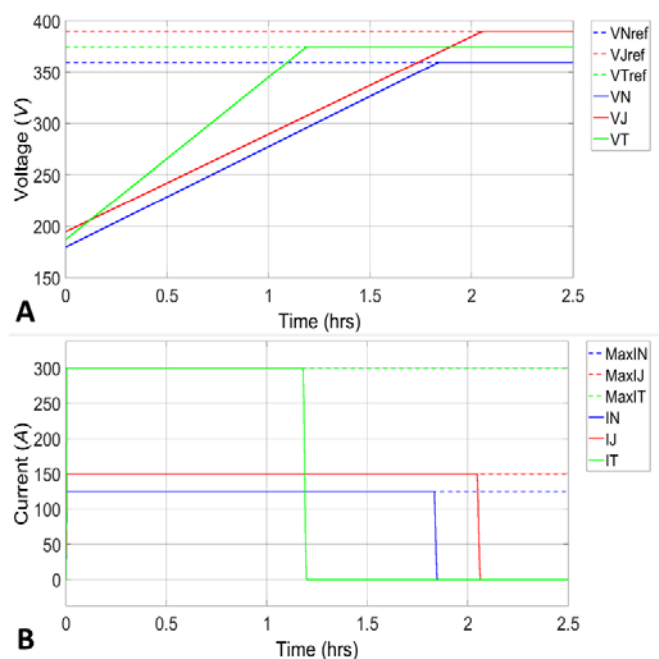 400
350
300
250
200
150
Voltage (V)
0
0.5
1
1.5
2
2.5
Time (hrs)
A
VNref
VJref
VTref
VN
VJ
VT
300
250
200
150
100
50
0
Current (A)
0
0.5
1
1.5
2
2.5
Time (hrs)
B
MaxIN
MaxIJ
MaxIT
IN
IJ
IT